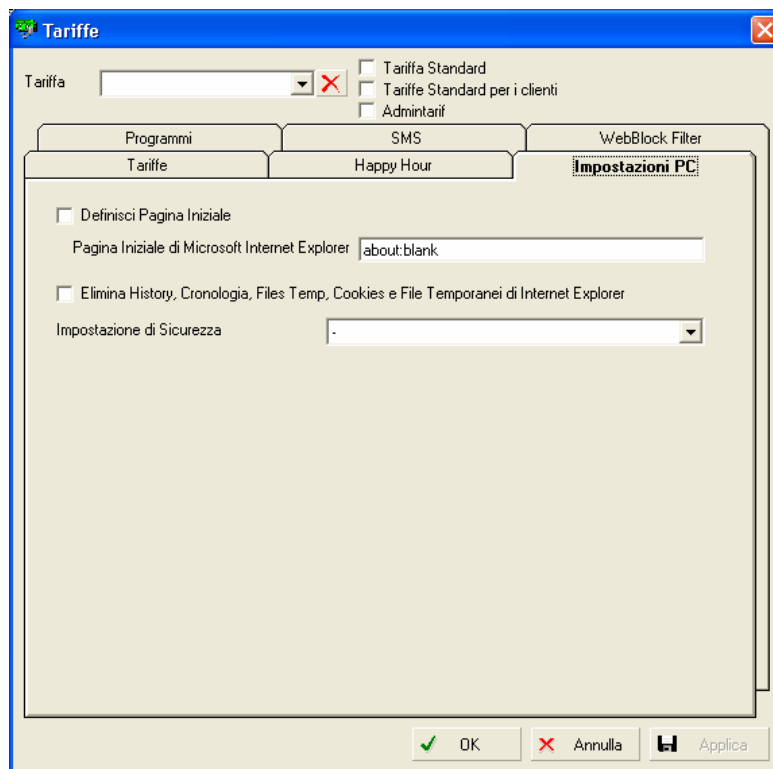 Tariffe
Tariffa
Tariffa Standard
Tariffe Standard per i clienti
Admintarif
Programmi SMS WebBlock Filter
Tariffe Happy Hour Impostazioni PC
Definisci Pagina Iniziale
Pagina Iniziale di Microsoft Internet Explorer about:blank
Elimina History, Cronologia, Files Temp, Cookies e File Temporanei di Internet Explorer
Impostazione di Sicurezza -
OK Annulla Applica